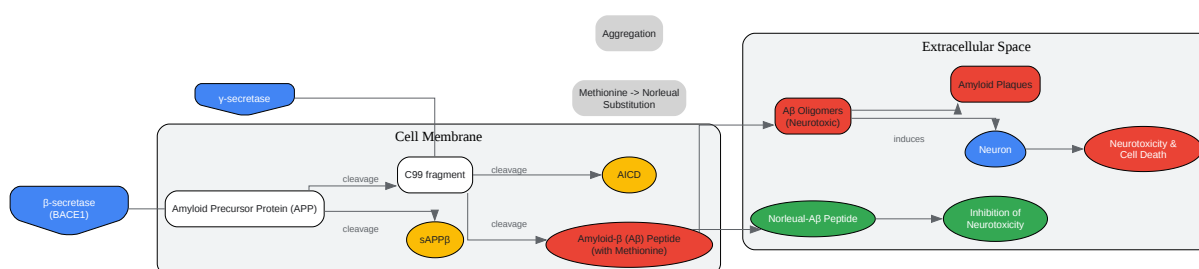 Aggregation
Extracellular Space
Methionine -> Norleual
Substitution
γ-secretase
Amyloid Plaques
Aβ Oligomers
(Neurotoxic)
Cell Membrane
induces
Neuron
Neurotoxicity &
Cell Death
C99 fragment
cleavage
AICD
cleavage
β-secretase
(BACE1)
Amyloid Precursor Protein (APP)
cleavage
sAPPβ
cleavage
Amyloid-β (Aβ) Peptide
(with Methionine)
Norleual-Aβ Peptide
Inhibition of
Neurotoxicity